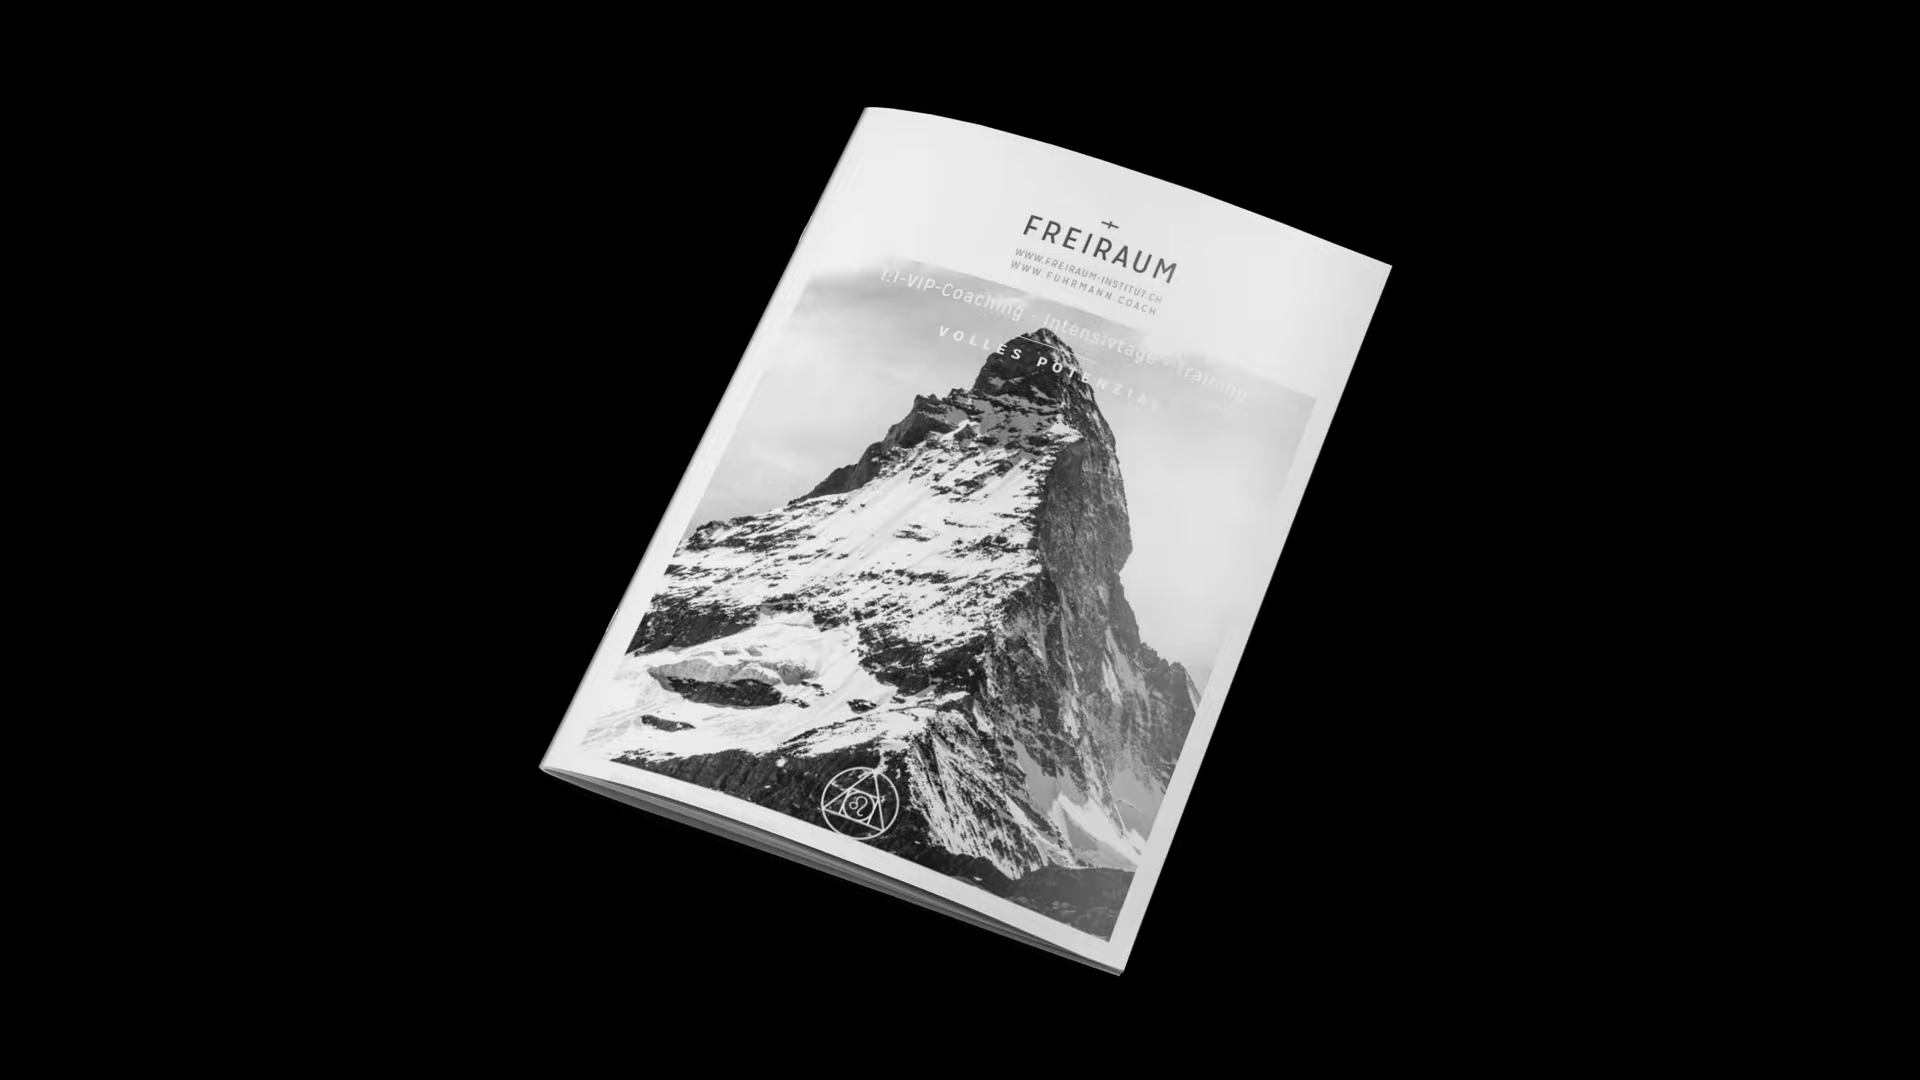 FREIRAUM
WWW.FREIRAUM-INSTITUT.CH
WWW.FUHRMANN.COACH
1:1-VIP-Coaching - Intensivtage - Training
VOLLES POTENZIAL